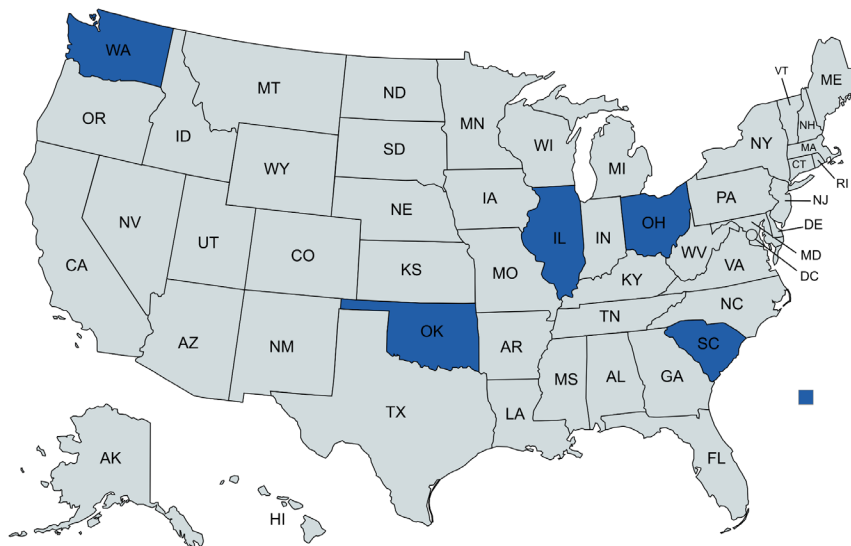 WA
MT
ND
MN
VT
ME
OR
ID
SD
WI
MI
NY
NH
MA
CT
RI
WY
IA
PA
NJ
NV
NE
IL
IN
OH
DE
UT
CO
WV
MD
CA
KS
MO
KY
VA
DC
NC
TN
AZ
NM
OK
AR
SC
MS
AL
GA
TX
LA
AK
FL
HI